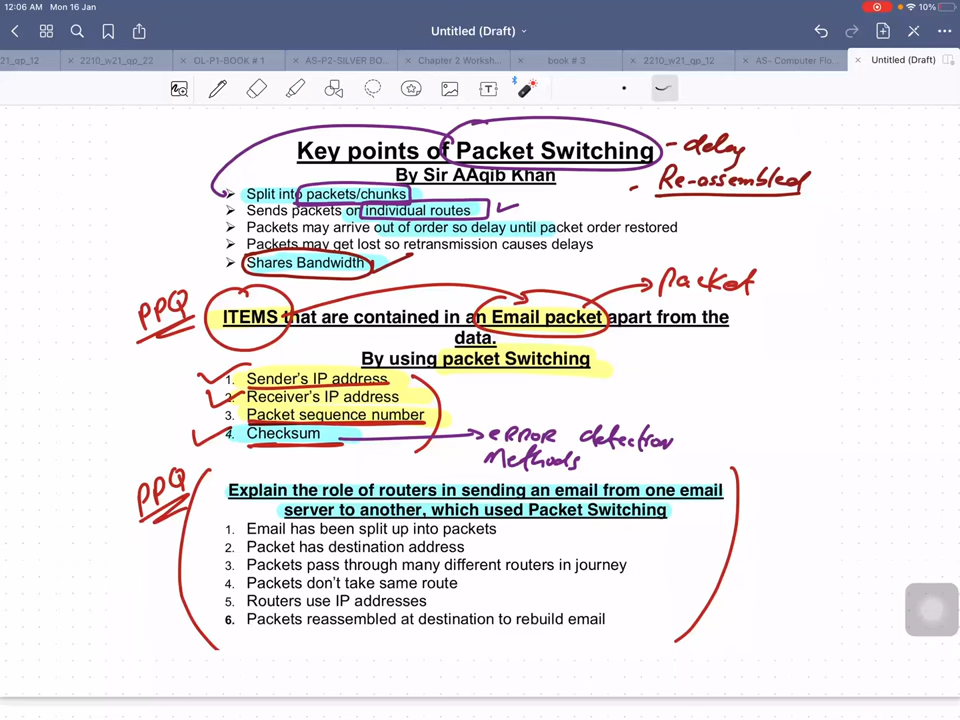 12:06 AM Mon 16 Jan
10%
Untitled (Draft)
21_qp_12
2210_w21_qp_22
OL-P1-BOOK # 1
AS-P2-SILVER BO...
Chapter 2 Worksh...
book # 3
2210_w21_qp_12
AS- Computer Flo...
Untitled (Draft)
Key points of Packet Switching
- delay
By Sir AAqib Khan
- Re-assembled
Split into packets/chunks
Sends packets on individual routes
Packets may arrive out of order so delay until packet order restored
Packets may get lost so retransmission causes delays
Shares Bandwidth
Packet
PPQ
ITEMS that are contained in an Email packet apart from the
data.
By using packet Switching
1. Sender's IP address
2. Receiver's IP address
3. Packet sequence number
4. Checksum
error detection
methods
PPQ
Explain the role of routers in sending an email from one email
server to another, which used Packet Switching
1. Email has been split up into packets
2. Packet has destination address
3. Packets pass through many different routers in journey
4. Packets don't take same route
5. Routers use IP addresses
6. Packets reassembled at destination to rebuild email